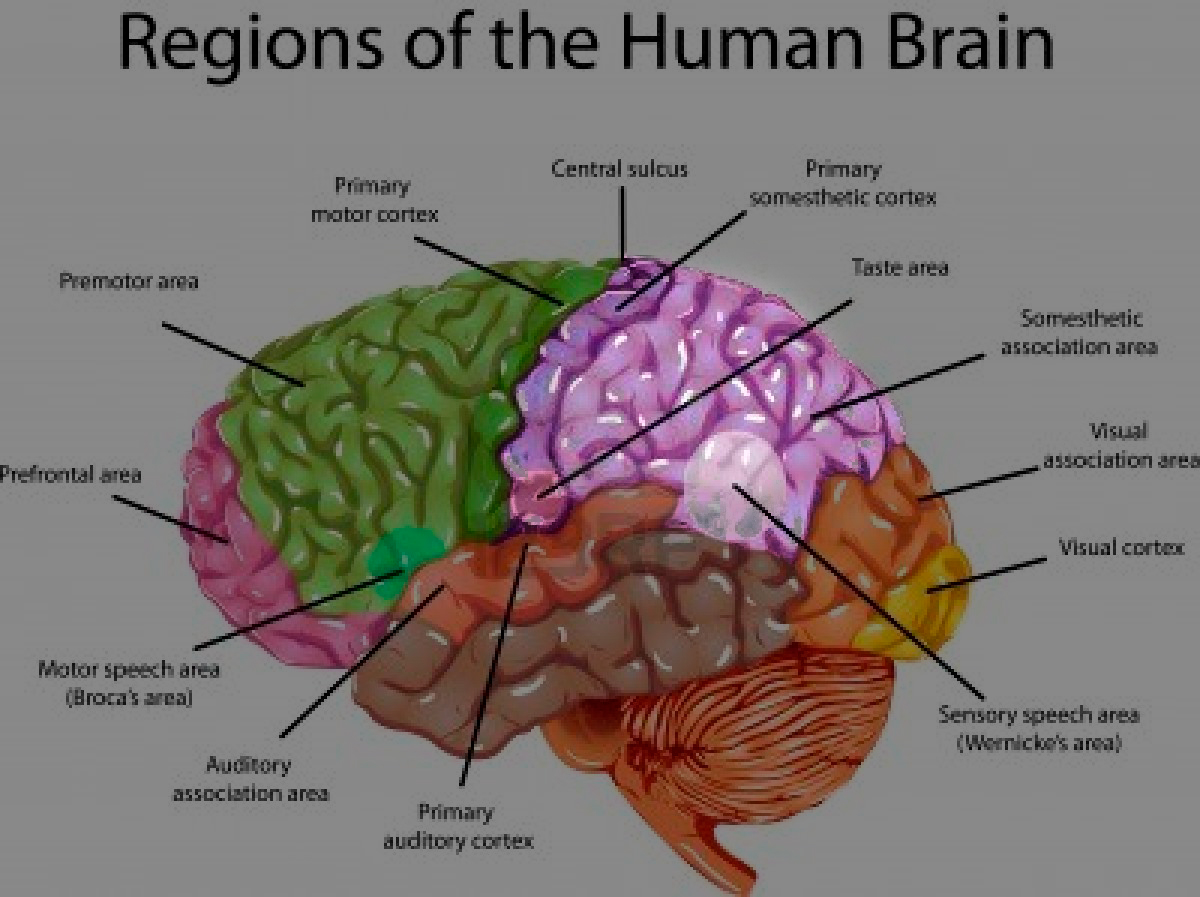 Regions of the Human Brain
Central sulcus
Primary
somesthetic cortex
Primary
motor cortex
Taste area
Premotor area
Somesthetic
association area
Visual
association area
Prefrontal area
Visual cortex
Motor speech area
(Broca's area)
Sensory speech area
(Wernicke's area)
Auditory
association area
Primary
auditory cortex